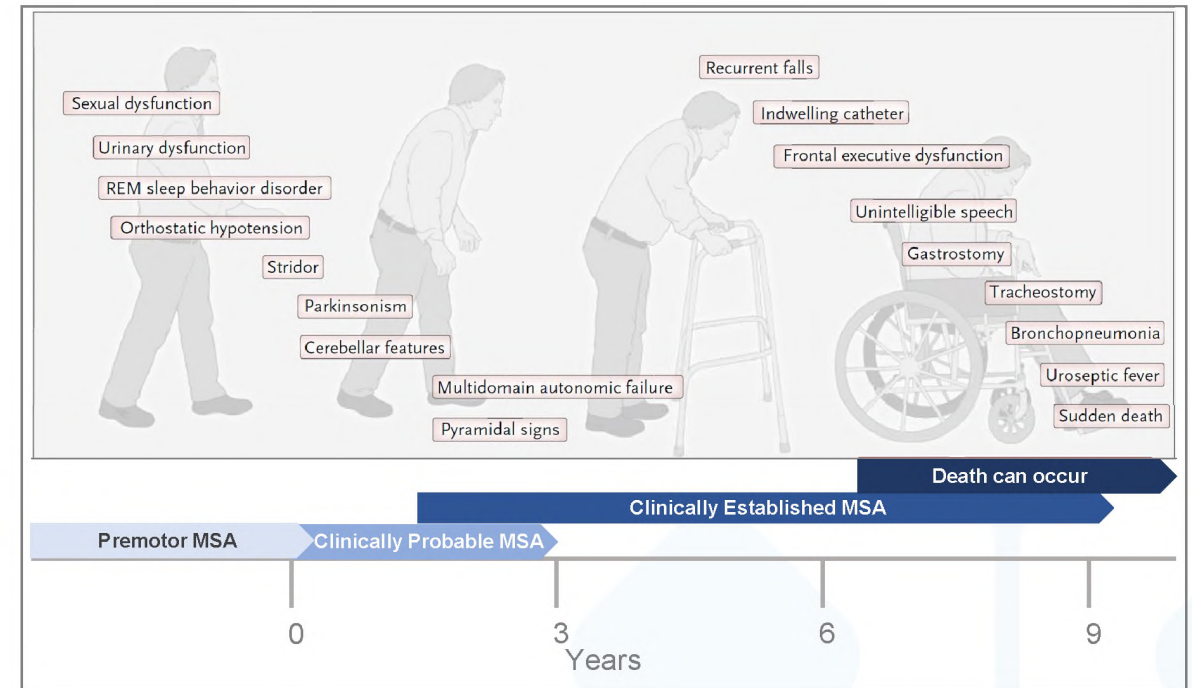 Recurrent falls
Sexual dysfunction
Indwelling catheter
Urinary dysfunction
Frontal executive dysfunction
REM sleep behavior disorder
Unintelligible speech
Orthostatic hypotension
Gastrostomy
Stridor
Tracheostomy
Parkinsonism
Bronchopneumonia
Cerebellar features
Uroseptic fever
Multidomain autonomic failure
Sudden death
Pyramidal signs
Death can occur
Clinically Established MSA
Premotor MSA
Clinically Probable MSA
0 3 6 9
Years